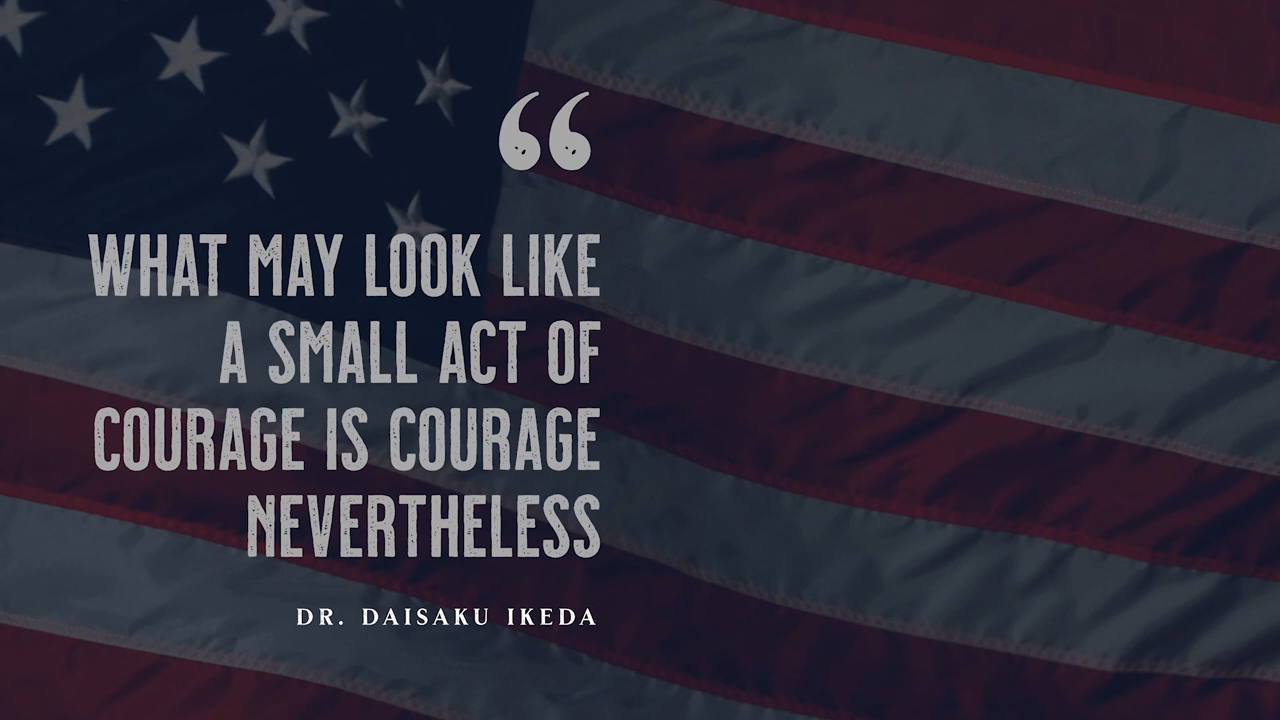 “
WHAT MAY LOOK LIKE
A SMALL ACT OF
COURAGE IS COURAGE
NEVERTHELESS
DR. DAISAKU IKEDA